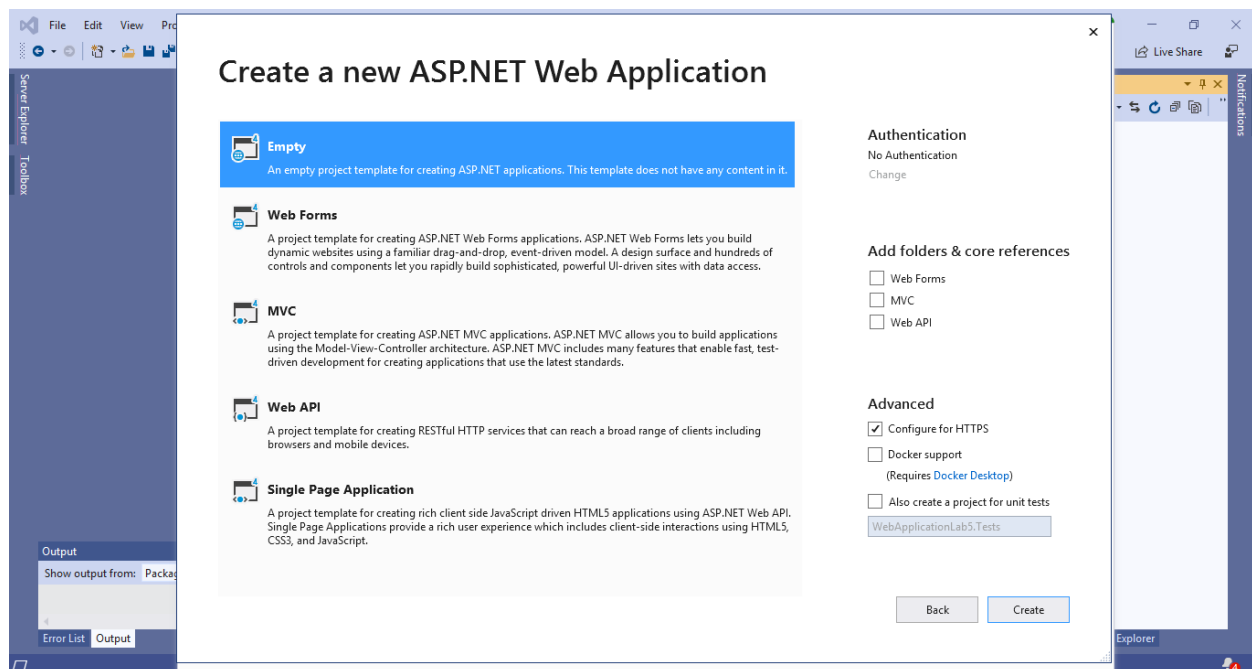 File Edit View
Live Share
Server Explorer
Toolbox
Notifications
Create a new ASP.NET Web Application
Empty
An empty project template for creating ASP.NET applications. This template does not have any content in it.
Web Forms
A project template for creating ASP.NET Web Forms applications. ASP.NET Web Forms lets you build
dynamic websites using a familiar drag-and-drop, event-driven model. A design surface and hundreds of
controls and components let you rapidly build sophisticated, powerful UI-driven sites with data access.
MVC
A project template for creating ASP.NET MVC applications. ASP.NET MVC allows you to build applications
using the Model-View-Controller architecture. ASP.NET MVC includes many features that enable fast, test-
driven development for creating applications that use the latest standards.
Web API
A project template for creating RESTful HTTP services that can reach a broad range of clients including
browsers and mobile devices.
Single Page Application
A project template for creating rich client side JavaScript driven HTML5 applications using ASP.NET Web API.
Single Page Applications provide a rich user experience which includes client-side interactions using HTML5,
CSS3, and JavaScript.
Authentication
No Authentication
Change
Add folders & core references
Web Forms
MVC
Web API
Advanced
Configure for HTTPS
Docker support
(Requires Docker Desktop)
Also create a project for unit tests
WebApplicationLab5.Tests
Back
Create
Output
Show output from:
Error List Output
Explorer